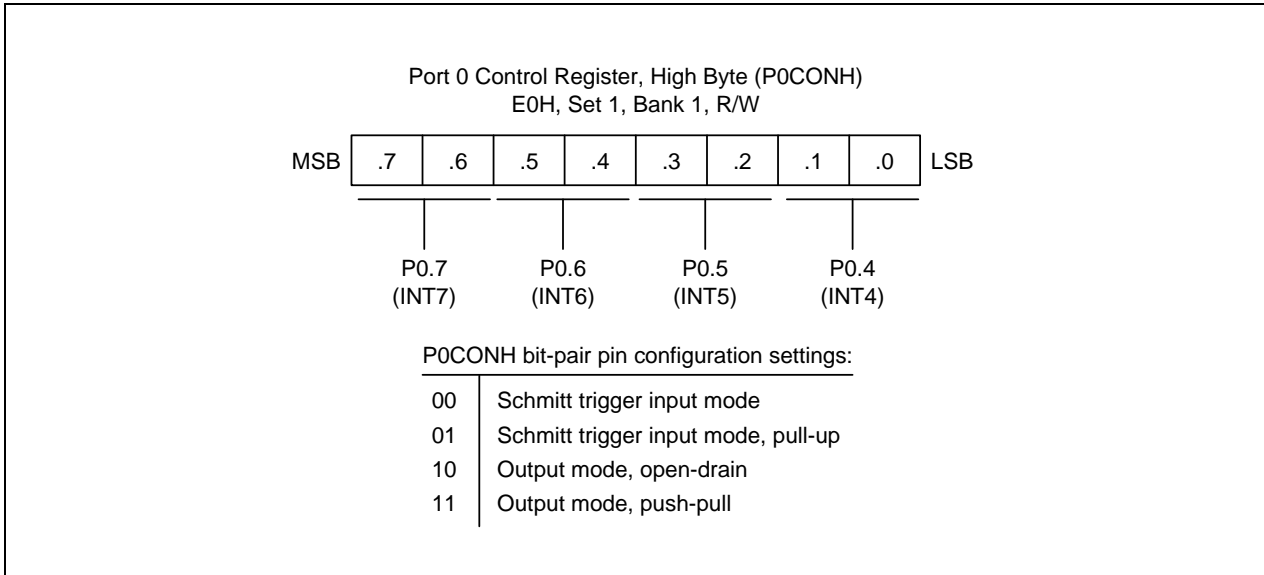 Port 0 Control Register, High Byte (P0CONH)
E0H, Set 1, Bank 1, R/W
MSB .7 .6 .5 .4 .3 .2 .1 .0 LSB
P0.7 P0.6 P0.5 P0.4
(INT7) (INT6) (INT5) (INT4)
P0CONH bit-pair pin configuration settings:
00 Schmitt trigger input mode
01 Schmitt trigger input mode, pull-up
10 Output mode, open-drain
11 Output mode, push-pull